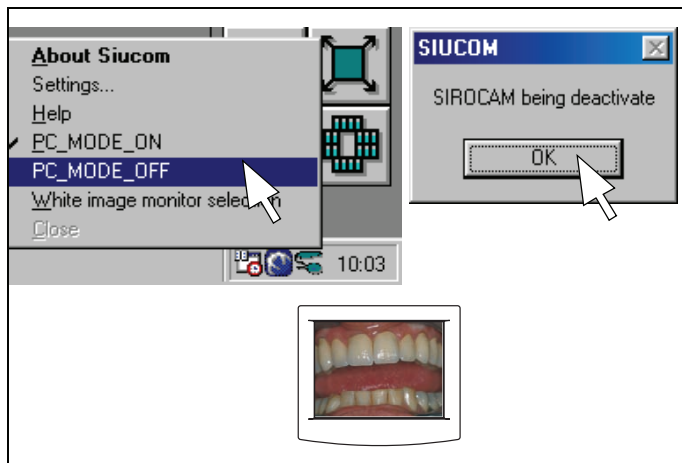 About Siucom
Settings...
Help
PC_MODE_ON
PC_MODE_OFF
White image monitor selection
Close
10:03
SIUCOM
SIROCAM being deactivate
OK